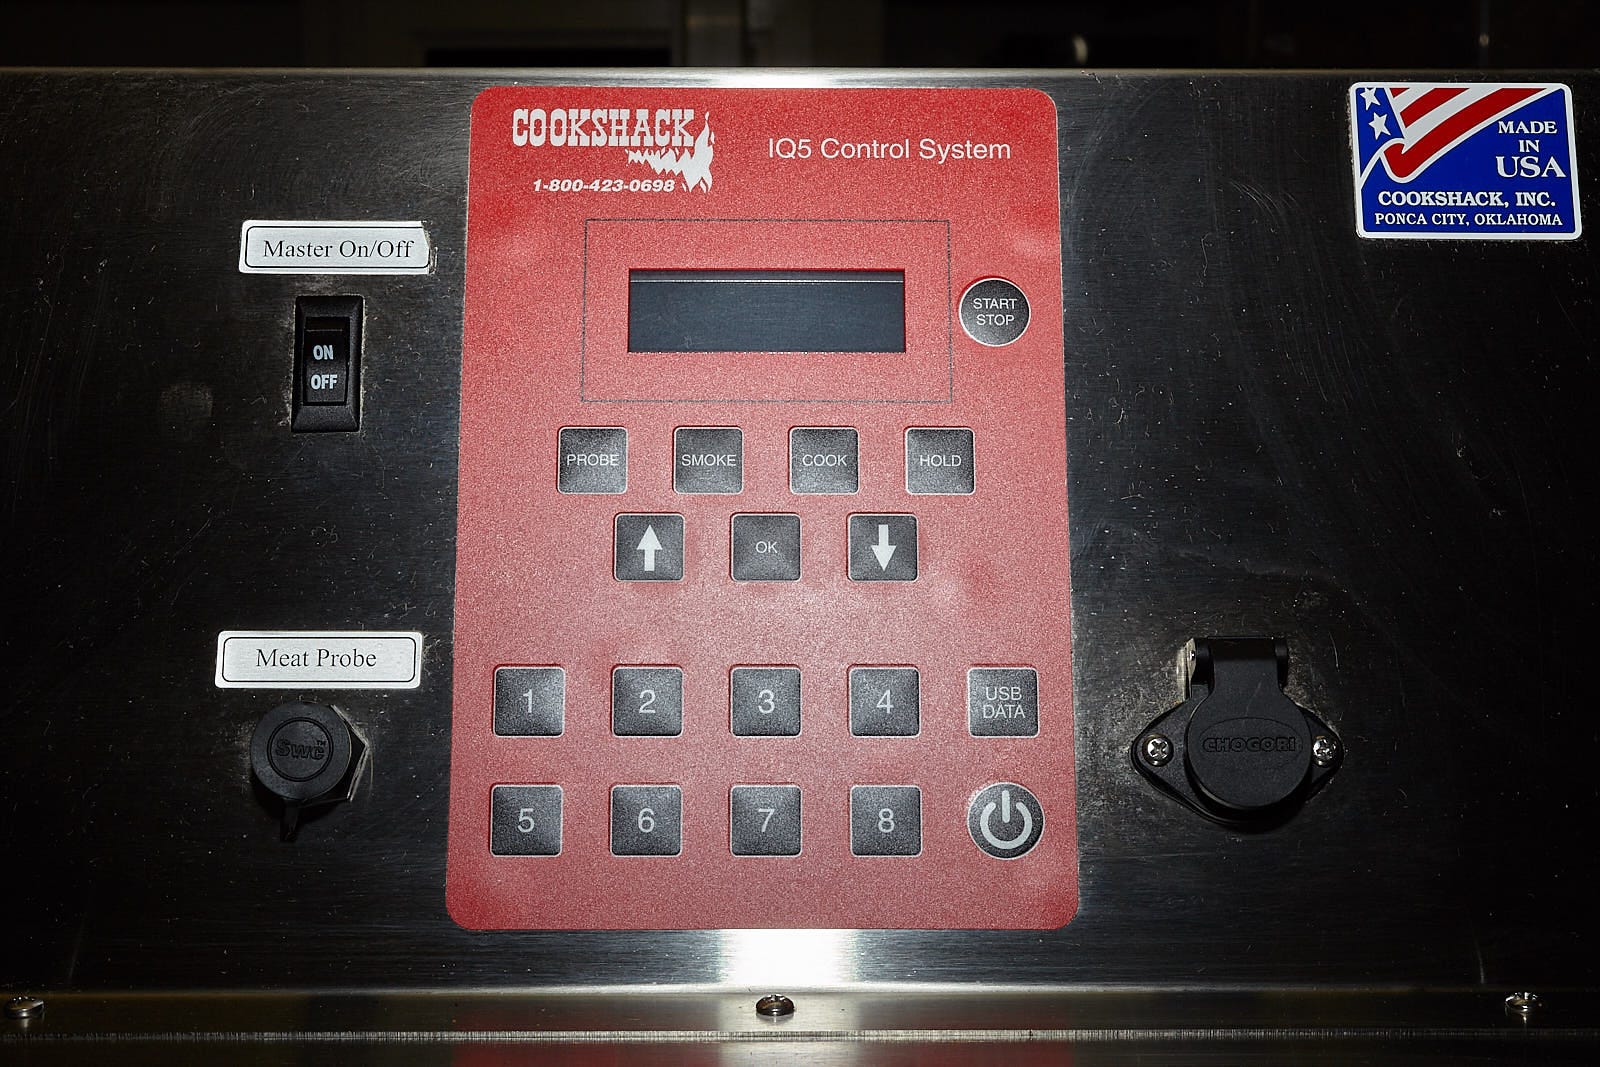 COOKSHACK
1-800-423-0698
IQ5 Control System
MADE
IN
USA
COOKSHACK, INC.
PONCA CITY, OKLAHOMA
Master On/Off
ON
OFF
START
STOP
PROBE
SMOKE
COOK
HOLD
OK
Meat Probe
SWC™
1
2
3
4
USB
DATA
CHOGORI
5
6
7
8